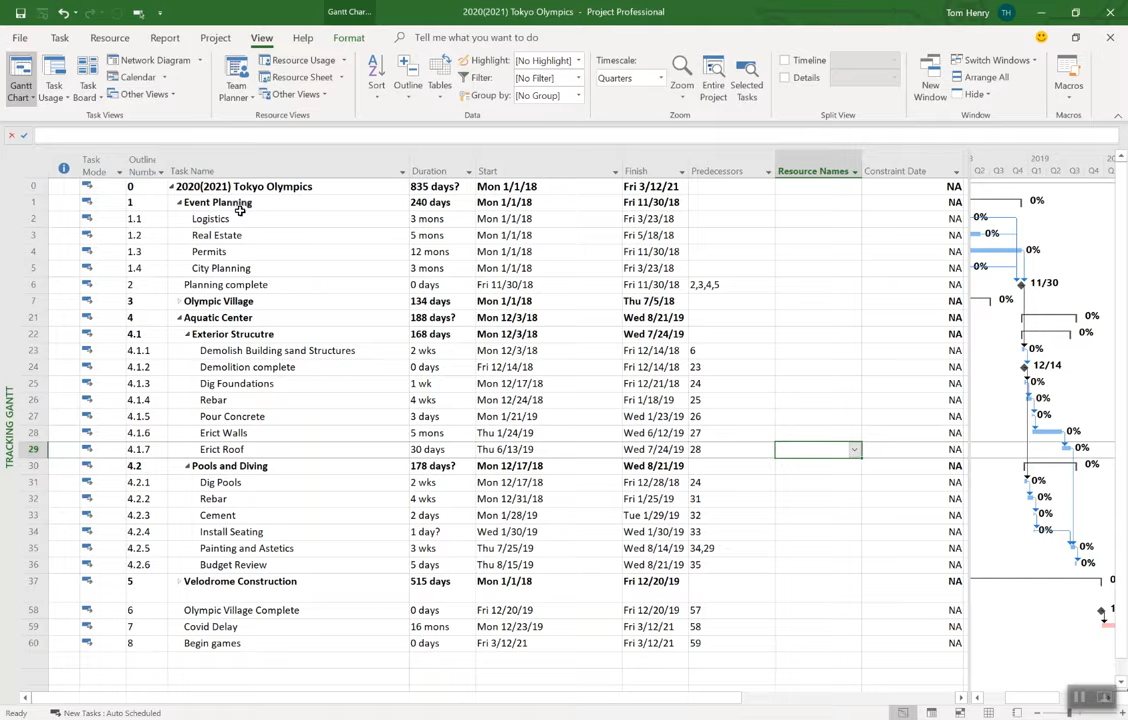 Gantt Char... 2020(2021) Tokyo Olympics - Project Professional Tom Henry TH
File Task Resource Report Project View Help Format Tell me what you want to do
Gantt Chart Task Usage Task Board Network Diagram Calendar Other Views Team Planner Resource Usage Resource Sheet Other Views Sort Outline Tables Highlight: [No Highlight] Filter: [No Filter] Group by: [No Group] Timescale: Quarters Zoom Entire Project Selected Tasks Timeline Details New Window Switch Windows Arrange All Hide Macros
Task Views Resource Views Data Zoom Split View Window Macros
Task Mode Outline Numbe Task Name Duration Start Finish Predecessors Resource Names Constraint Date 2019 20
Q2 Q3 Q4 Q1 Q2 Q3 Q4 Q1
0 0 2020(2021) Tokyo Olympics 835 days? Mon 1/1/18 Fri 3/12/21 NA
1 1 Event Planning 240 days Mon 1/1/18 Fri 11/30/18 NA 0%
2 1.1 Logistics 3 mons Mon 1/1/18 Fri 3/23/18 NA 0%
3 1.2 Real Estate 5 mons Mon 1/1/18 Fri 5/18/18 NA 0%
4 1.3 Permits 12 mons Mon 1/1/18 Fri 11/30/18 NA 0%
5 1.4 City Planning 3 mons Mon 1/1/18 Fri 3/23/18 NA 0%
6 2 Planning complete 0 days Fri 11/30/18 Fri 11/30/18 2,3,4,5 NA 11/30
7 3 Olympic Village 134 days Mon 1/1/18 Thu 7/5/18 NA 0%
21 4 Aquatic Center 188 days? Mon 12/3/18 Wed 8/21/19 NA 0%
22 4.1 Exterior Strucutre 168 days Mon 12/3/18 Wed 7/24/19 NA 0%
23 4.1.1 Demolish Building sand Structures 2 wks Mon 12/3/18 Fri 12/14/18 6 NA 0%
24 4.1.2 Demolition complete 0 days Fri 12/14/18 Fri 12/14/18 23 NA 12/14
25 4.1.3 Dig Foundations 1 wk Mon 12/17/18 Fri 12/21/18 24 NA 0%
26 4.1.4 Rebar 4 wks Mon 12/24/18 Fri 1/18/19 25 NA 0%
27 4.1.5 Pour Concrete 3 days Mon 1/21/19 Wed 1/23/19 26 NA 0%
28 4.1.6 Erict Walls 5 mons Thu 1/24/19 Wed 6/12/19 27 NA 0%
29 4.1.7 Erict Roof 30 days Thu 6/13/19 Wed 7/24/19 28 NA 0%
30 4.2 Pools and Diving 178 days? Mon 12/17/18 Wed 8/21/19 NA 0%
31 4.2.1 Dig Pools 2 wks Mon 12/17/18 Fri 12/28/18 24 NA 0%
32 4.2.2 Rebar 4 wks Mon 12/31/18 Fri 1/25/19 31 NA 0%
33 4.2.3 Cement 2 days Mon 1/28/19 Tue 1/29/19 32 NA 0%
34 4.2.4 Install Seating 1 day? Wed 1/30/19 Wed 1/30/19 33 NA 0%
35 4.2.5 Painting and Astetics 3 wks Thu 7/25/19 Wed 8/14/19 34,29 NA 0%
36 4.2.6 Budget Review 5 days Thu 8/15/19 Wed 8/21/19 35 NA 0%
37 5 Velodrome Construction 515 days Mon 1/1/18 Fri 12/20/19 NA 0
58 6 Olympic Village Complete 0 days Fri 12/20/19 Fri 12/20/19 57 NA 1
59 7 Covid Delay 16 mons Mon 12/23/19 Fri 3/12/21 58 NA
60 8 Begin games 0 days Fri 3/12/21 Fri 3/12/21 59 NA
TRACKING GANTT
Ready New Tasks : Auto Scheduled